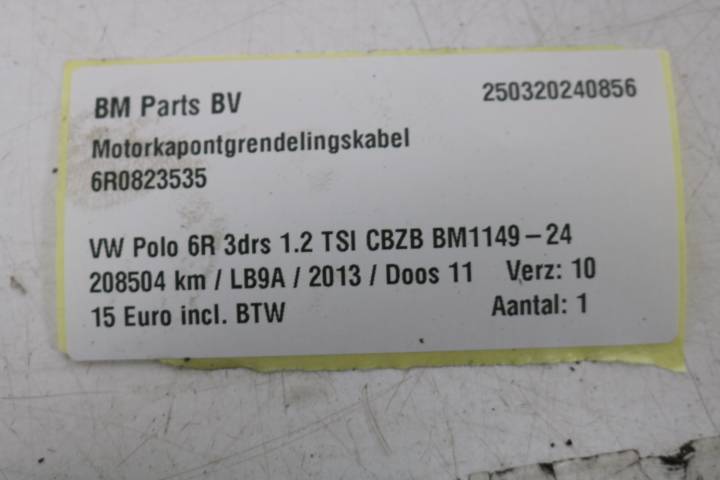 BM Parts BV 250320240856
Motorkapontgrendelingskabel
6R0823535
VW Polo 6R 3drs 1.2 TSI CBZB BM1149-24
208504 km / LB9A / 2013 / Doos 11 Verz: 10
15 Euro incl. BTW Aantal: 1